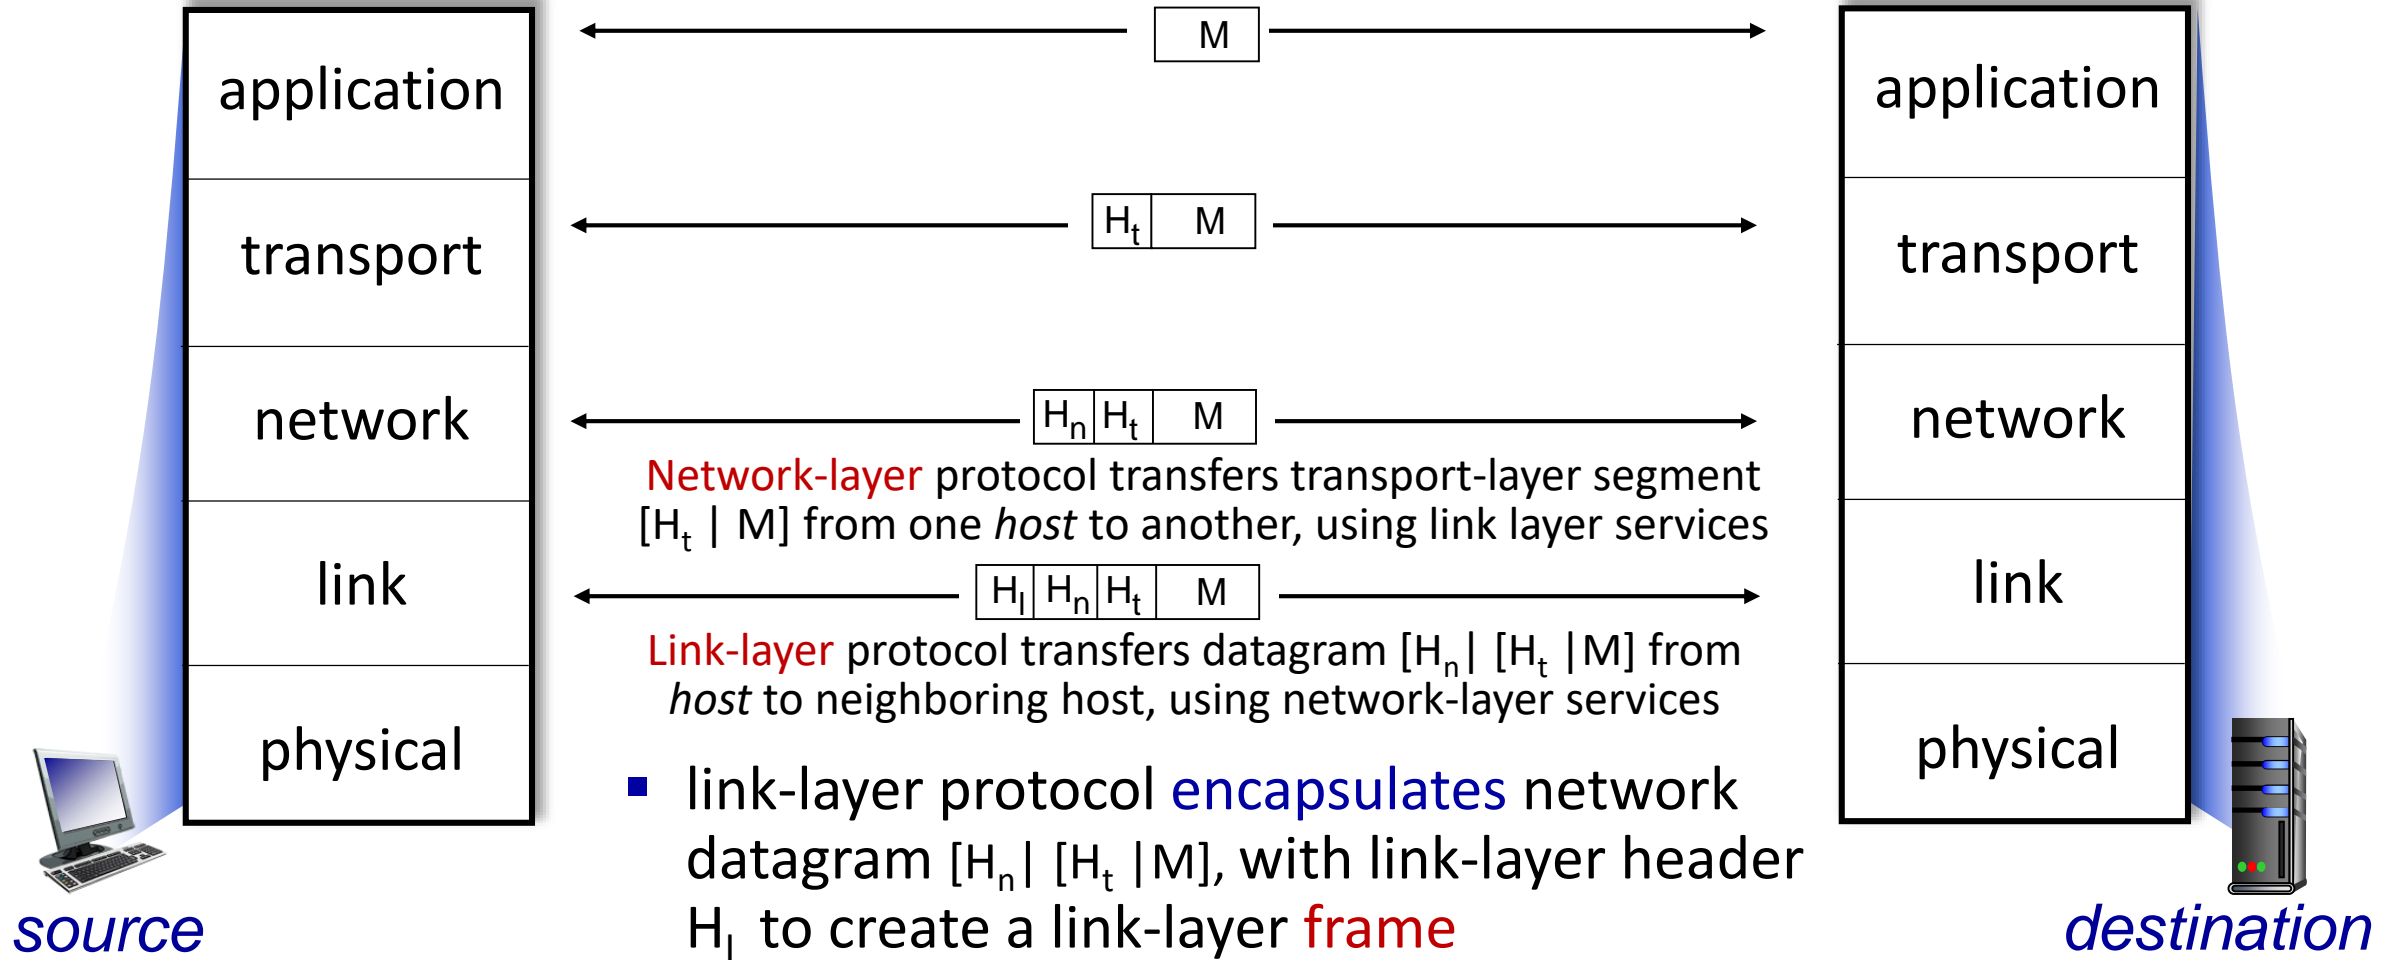 application
transport
network
link
physical
source
M
Hₜ M
Hₙ Hₜ M
Network-layer protocol transfers transport-layer segment
[Hₜ | M] from one host to another, using link layer services
Hₗ Hₙ Hₜ M
Link-layer protocol transfers datagram [Hₙ| [Hₜ |M] from
host to neighboring host, using network-layer services
▪ link-layer protocol encapsulates network
datagram [Hₙ| [Hₜ |M], with link-layer header
Hₗ to create a link-layer frame
application
transport
network
link
physical
destination